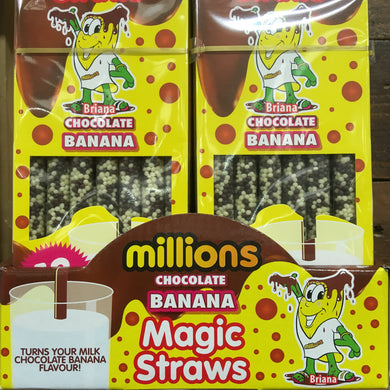 Briana
CHOCOLATE
BANANA
Briana
CHOCOLATE
BANANA
millions
CHOCOLATE
BANANA
Magic
Straws
TURNS YOUR MILK
CHOCOLATE BANANA
FLAVOUR!
Briana